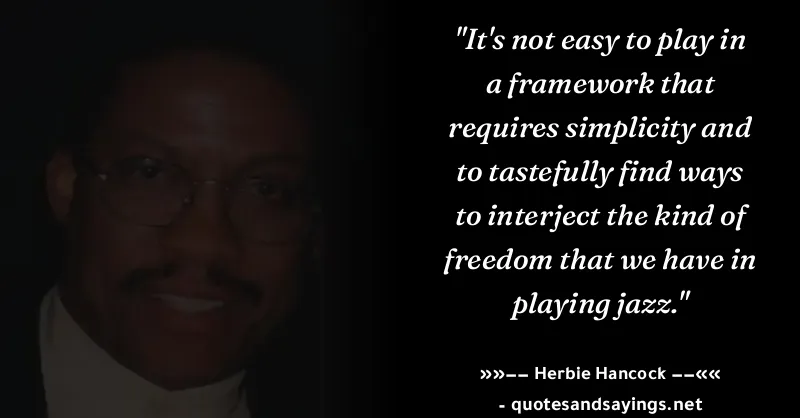 "It's not easy to play in
a framework that
requires simplicity and
to tastefully find ways
to interject the kind of
freedom that we have in
playing jazz."
»»−− Herbie Hancock −−««
- quotesandsayings.net